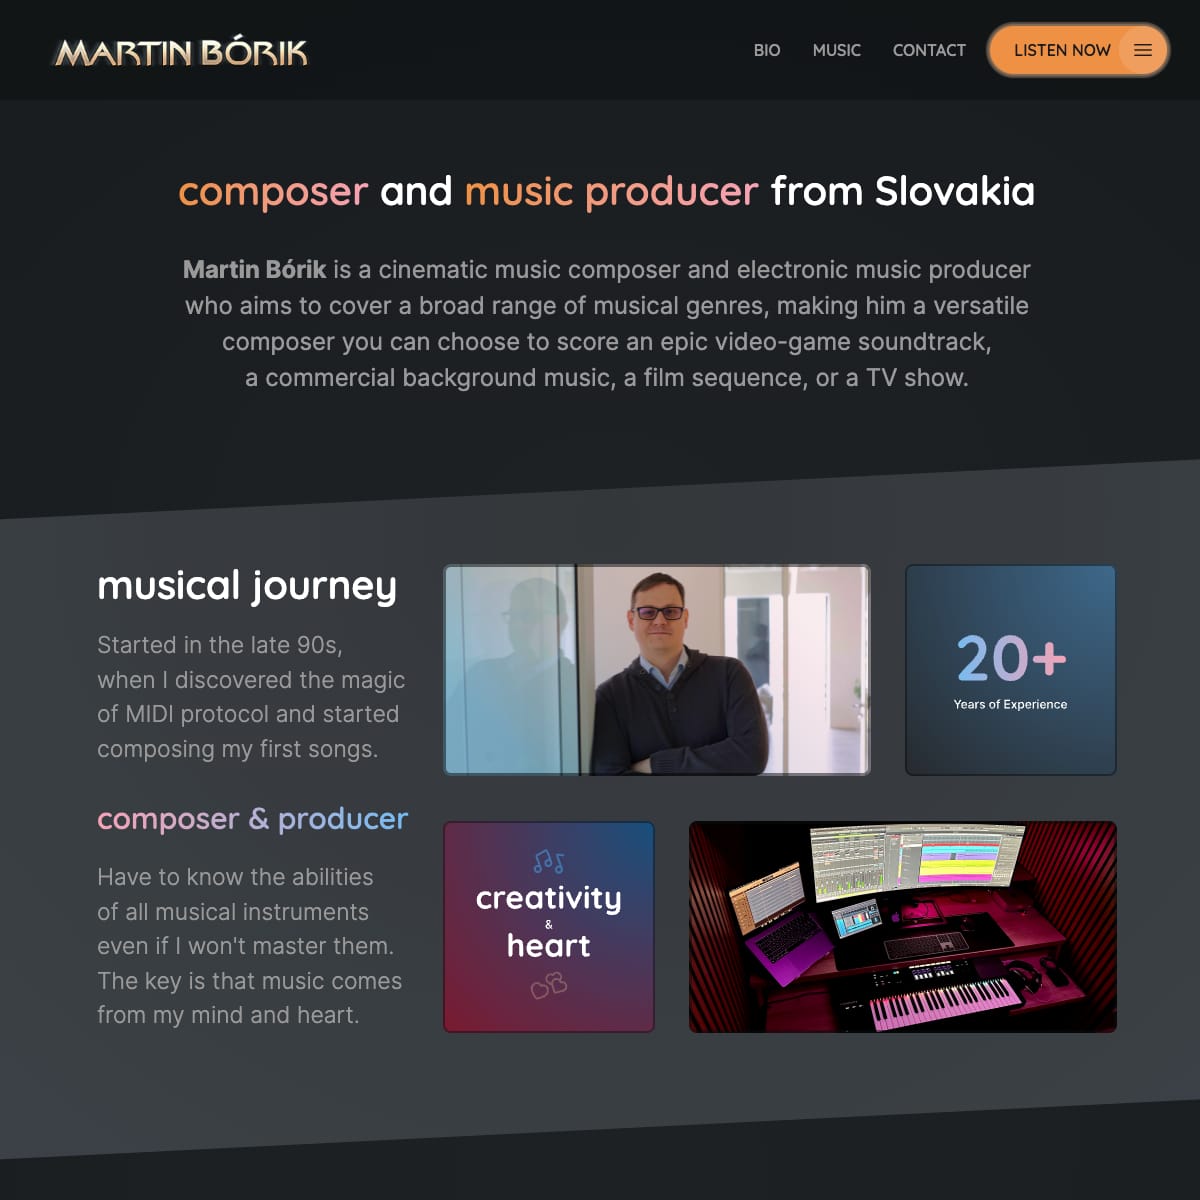 MARTIN BÓRIK
BIO
MUSIC
CONTACT
LISTEN NOW
composer and music producer from Slovakia
Martin Bórik is a cinematic music composer and electronic music producer
who aims to cover a broad range of musical genres, making him a versatile
composer you can choose to score an epic video-game soundtrack,
a commercial background music, a film sequence, or a TV show.
musical journey
Started in the late 90s,
when I discovered the magic
of MIDI protocol and started
composing my first songs.
20+
Years of Experience
composer & producer
Have to know the abilities
of all musical instruments
even if I won't master them.
The key is that music comes
from my mind and heart.
creativity
&
heart